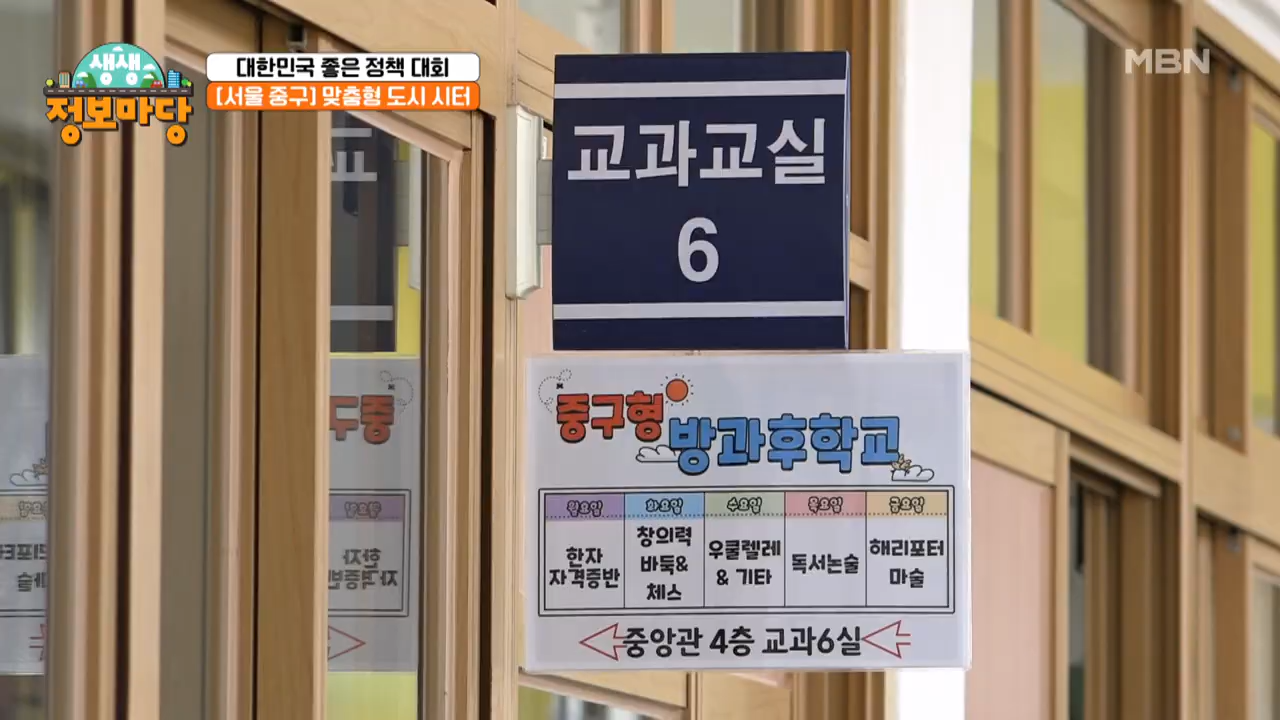 생생
정보마당
대한민국 좋은 정책 대회
[서울 중구] 맞춤형 도시 시터
MBN
교과교실
6
중구형
방과후학교
월요일 화요일 수요일 목요일 금요일
한자
자격증반
창의력
바둑&
체스
우쿨렐레
& 기타
독서논술
해리포터
마술
중앙관 4층 교과6실